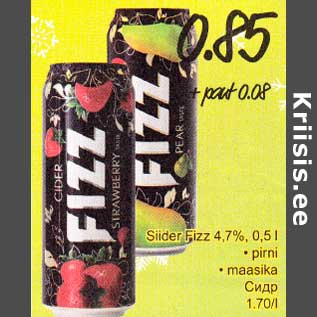 0.85
+ pant 0.08
FIZZ
CIDER
STRAWBERRY
FIZZ
PEAR
Siider Fizz 4,7%, 0,5 l
• pirni
• maasika
Сидр
1.70/l
Kriisis.ee